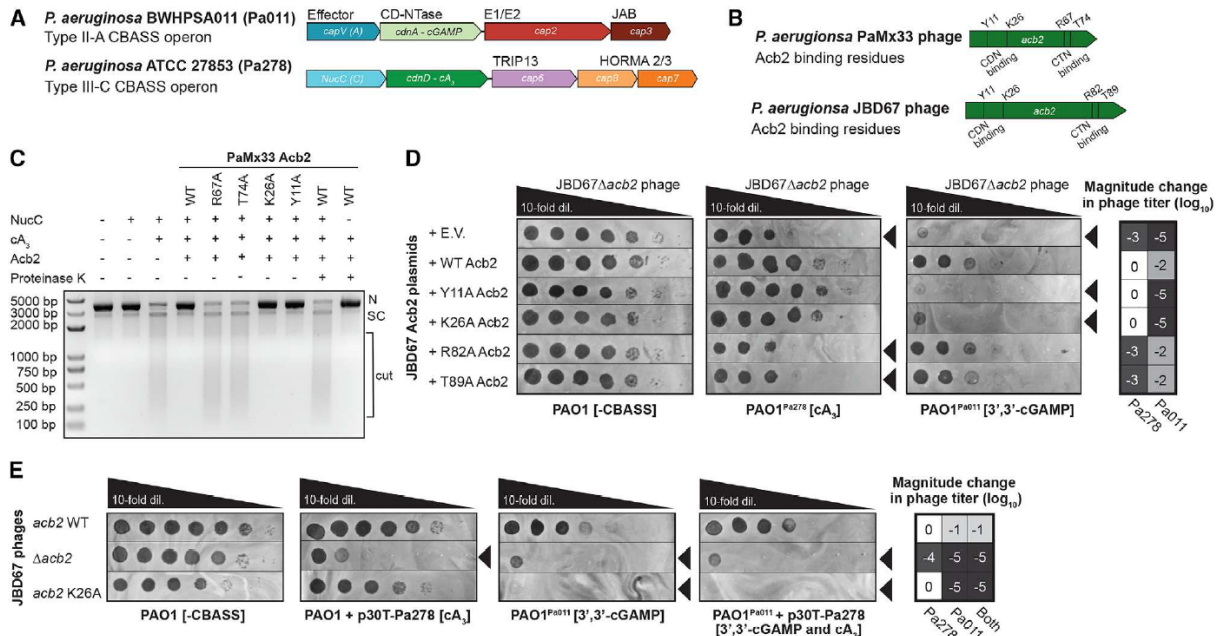 A
P. aeruginosa BWHPSA011 (Pa011)
Type II-A CBASS operon
Effector CD-NTase E1/E2 JAB
capV (A) cdnA - cGAMP cap2 cap3
P. aeruginosa ATCC 27853 (Pa278)
Type III-C CBASS operon
TRIP13 HORMA 2/3
NucC (C) cdnD - cA3 cap6 cap8 cap7
B
P. aerugionsa PaMx33 phage
Acb2 binding residues
Y11 K26 R67 T74
acb2
CDN binding
CTN binding
P. aerugionsa JBD67 phage
Acb2 binding residues
Y11 K26 R82 T89
acb2
CDN binding
CTN binding
C
PaMx33 Acb2
WT R67A T74A K26A Y11A WT WT
NucC - + + + + + + + + -
cA3 - - + + + + + + + +
Acb2 - - - + + + + + + +
Proteinase K - - - - - - - - + +
5000 bp
3000 bp
2000 bp
1000 bp
750 bp
500 bp
250 bp
100 bp
N
SC
cut
D
JBD67Δacb2 phage JBD67Δacb2 phage JBD67Δacb2 phage
10-fold dil. 10-fold dil. 10-fold dil.
Magnitude change
in phage titer (log10)
JBD67 Acb2 plasmids
+ E.V. -3 -5
+ WT Acb2 0 -2
+ Y11A Acb2 0 -5
+ K26A Acb2 0 -5
+ R82A Acb2 -3 -2
+ T89A Acb2 -3 -2
PAO1 [-CBASS] PAO1Pa278 [cA3] PAO1Pa011 [3',3'-cGAMP]
Pa278 Pa011
E
10-fold dil. 10-fold dil. 10-fold dil. 10-fold dil.
Magnitude change
in phage titer (log10)
JBD67 phages
acb2 WT 0 -1 -1
Δacb2 -4 -5 -5
acb2 K26A 0 -5 -5
PAO1 [-CBASS] PAO1 + p30T-Pa278 [cA3] PAO1Pa011 [3',3'-cGAMP] PAO1Pa011 + p30T-Pa278
[3',3'-cGAMP and cA3]
Pa278 Pa011 Both